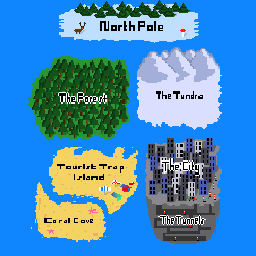 North Pole
The Forest
The Tundra
Tourist Trap
Island
The City
Coral Cove
The Tunnels